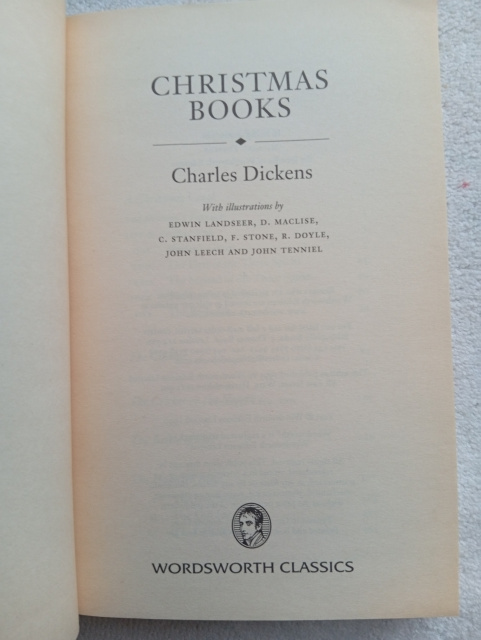 CHRISTMAS
BOOKS
Charles Dickens
With illustrations by
EDWIN LANDSEER, D. MACLISE,
C. STANFIELD, F. STONE, R. DOYLE,
JOHN LEECH AND JOHN TENNIEL
WORDSWORTH CLASSICS